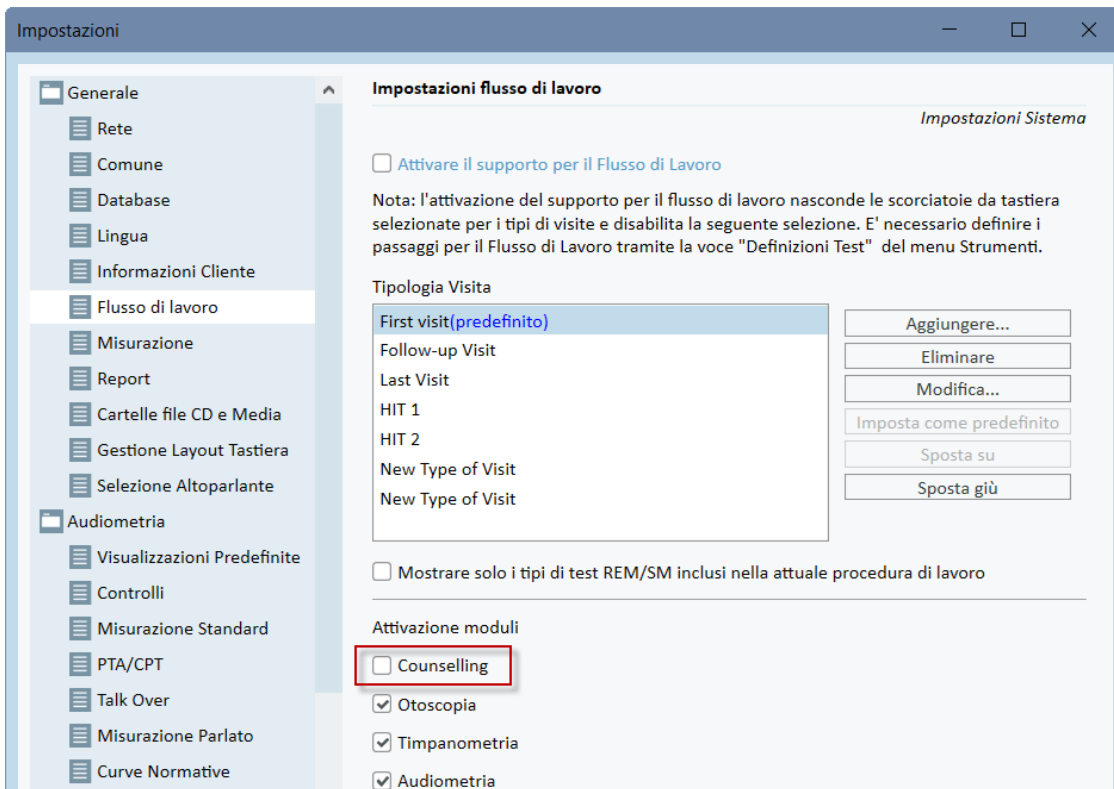 Impostazioni
Generale
Rete
Comune
Database
Lingua
Informazioni Cliente
Flusso di lavoro
Misurazione
Report
Cartelle file CD e Media
Gestione Layout Tastiera
Selezione Altoparlante
Audiometria
Visualizzazioni Predefinite
Controlli
Misurazione Standard
PTA/CPT
Talk Over
Misurazione Parlato
Curve Normative
Impostazioni flusso di lavoro
Impostazioni Sistema
Attivare il supporto per il Flusso di Lavoro
Nota: l'attivazione del supporto per il flusso di lavoro nasconde le scorciatoie da tastiera
selezionate per i tipi di visite e disabilita la seguente selezione. E' necessario definire i
passaggi per il Flusso di Lavoro tramite la voce "Definizioni Test" del menu Strumenti.
Tipologia Visita
First visit(predefinito)
Follow-up Visit
Last Visit
HIT 1
HIT 2
New Type of Visit
New Type of Visit
Aggiungere...
Eliminare
Modifica...
Imposta come predefinito
Sposta su
Sposta giù
Mostrare solo i tipi di test REM/SM inclusi nella attuale procedura di lavoro
Attivazione moduli
Counselling
Otoscopia
Timpanometria
Audiometria